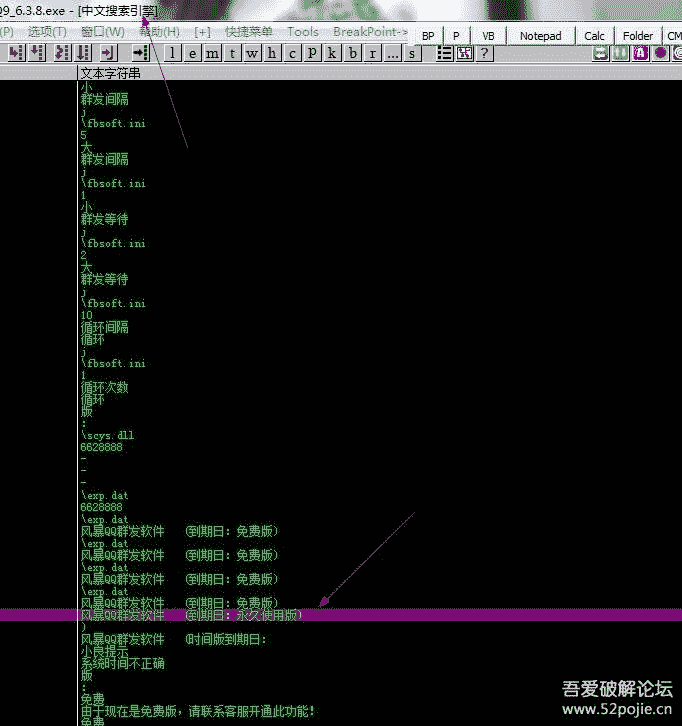 Q9_6.3.8.exe - [中文搜索引擎]
(P) 选项(T) 窗口(W) 帮助(H) [+] 快捷菜单 Tools BreakPoint-> BP P VB Notepad Calc Folder CM
l e m t w h c P k b r ... s ?
文本字符串
小
群发间隔
j
\fbsoft.ini
5
大
群发间隔
j
\fbsoft.ini
1
小
群发等待
j
\fbsoft.ini
2
大
群发等待
j
\fbsoft.ini
10
循环间隔
循环
j
\fbsoft.ini
1
循环次数
循环
版
:
\scys.dll
6628888
-
-
-
\exp.dat
6628888
\exp.dat
风暴QQ群发软件 (到期日: 免费版)
\exp.dat
风暴QQ群发软件 (到期日: 免费版)
\exp.dat
风暴QQ群发软件 (到期日: 免费版)
\exp.dat
风暴QQ群发软件 (到期日: 免费版)
风暴QQ群发软件 (到期日: 永久使用版)
)
风暴QQ群发软件 (时间版到期日:
小良提示
系统时间不正确
版
:
免费
由于现在是免费版, 请联系客服开通此功能!
免费
吾爱破解论坛
www.52pojie.cn